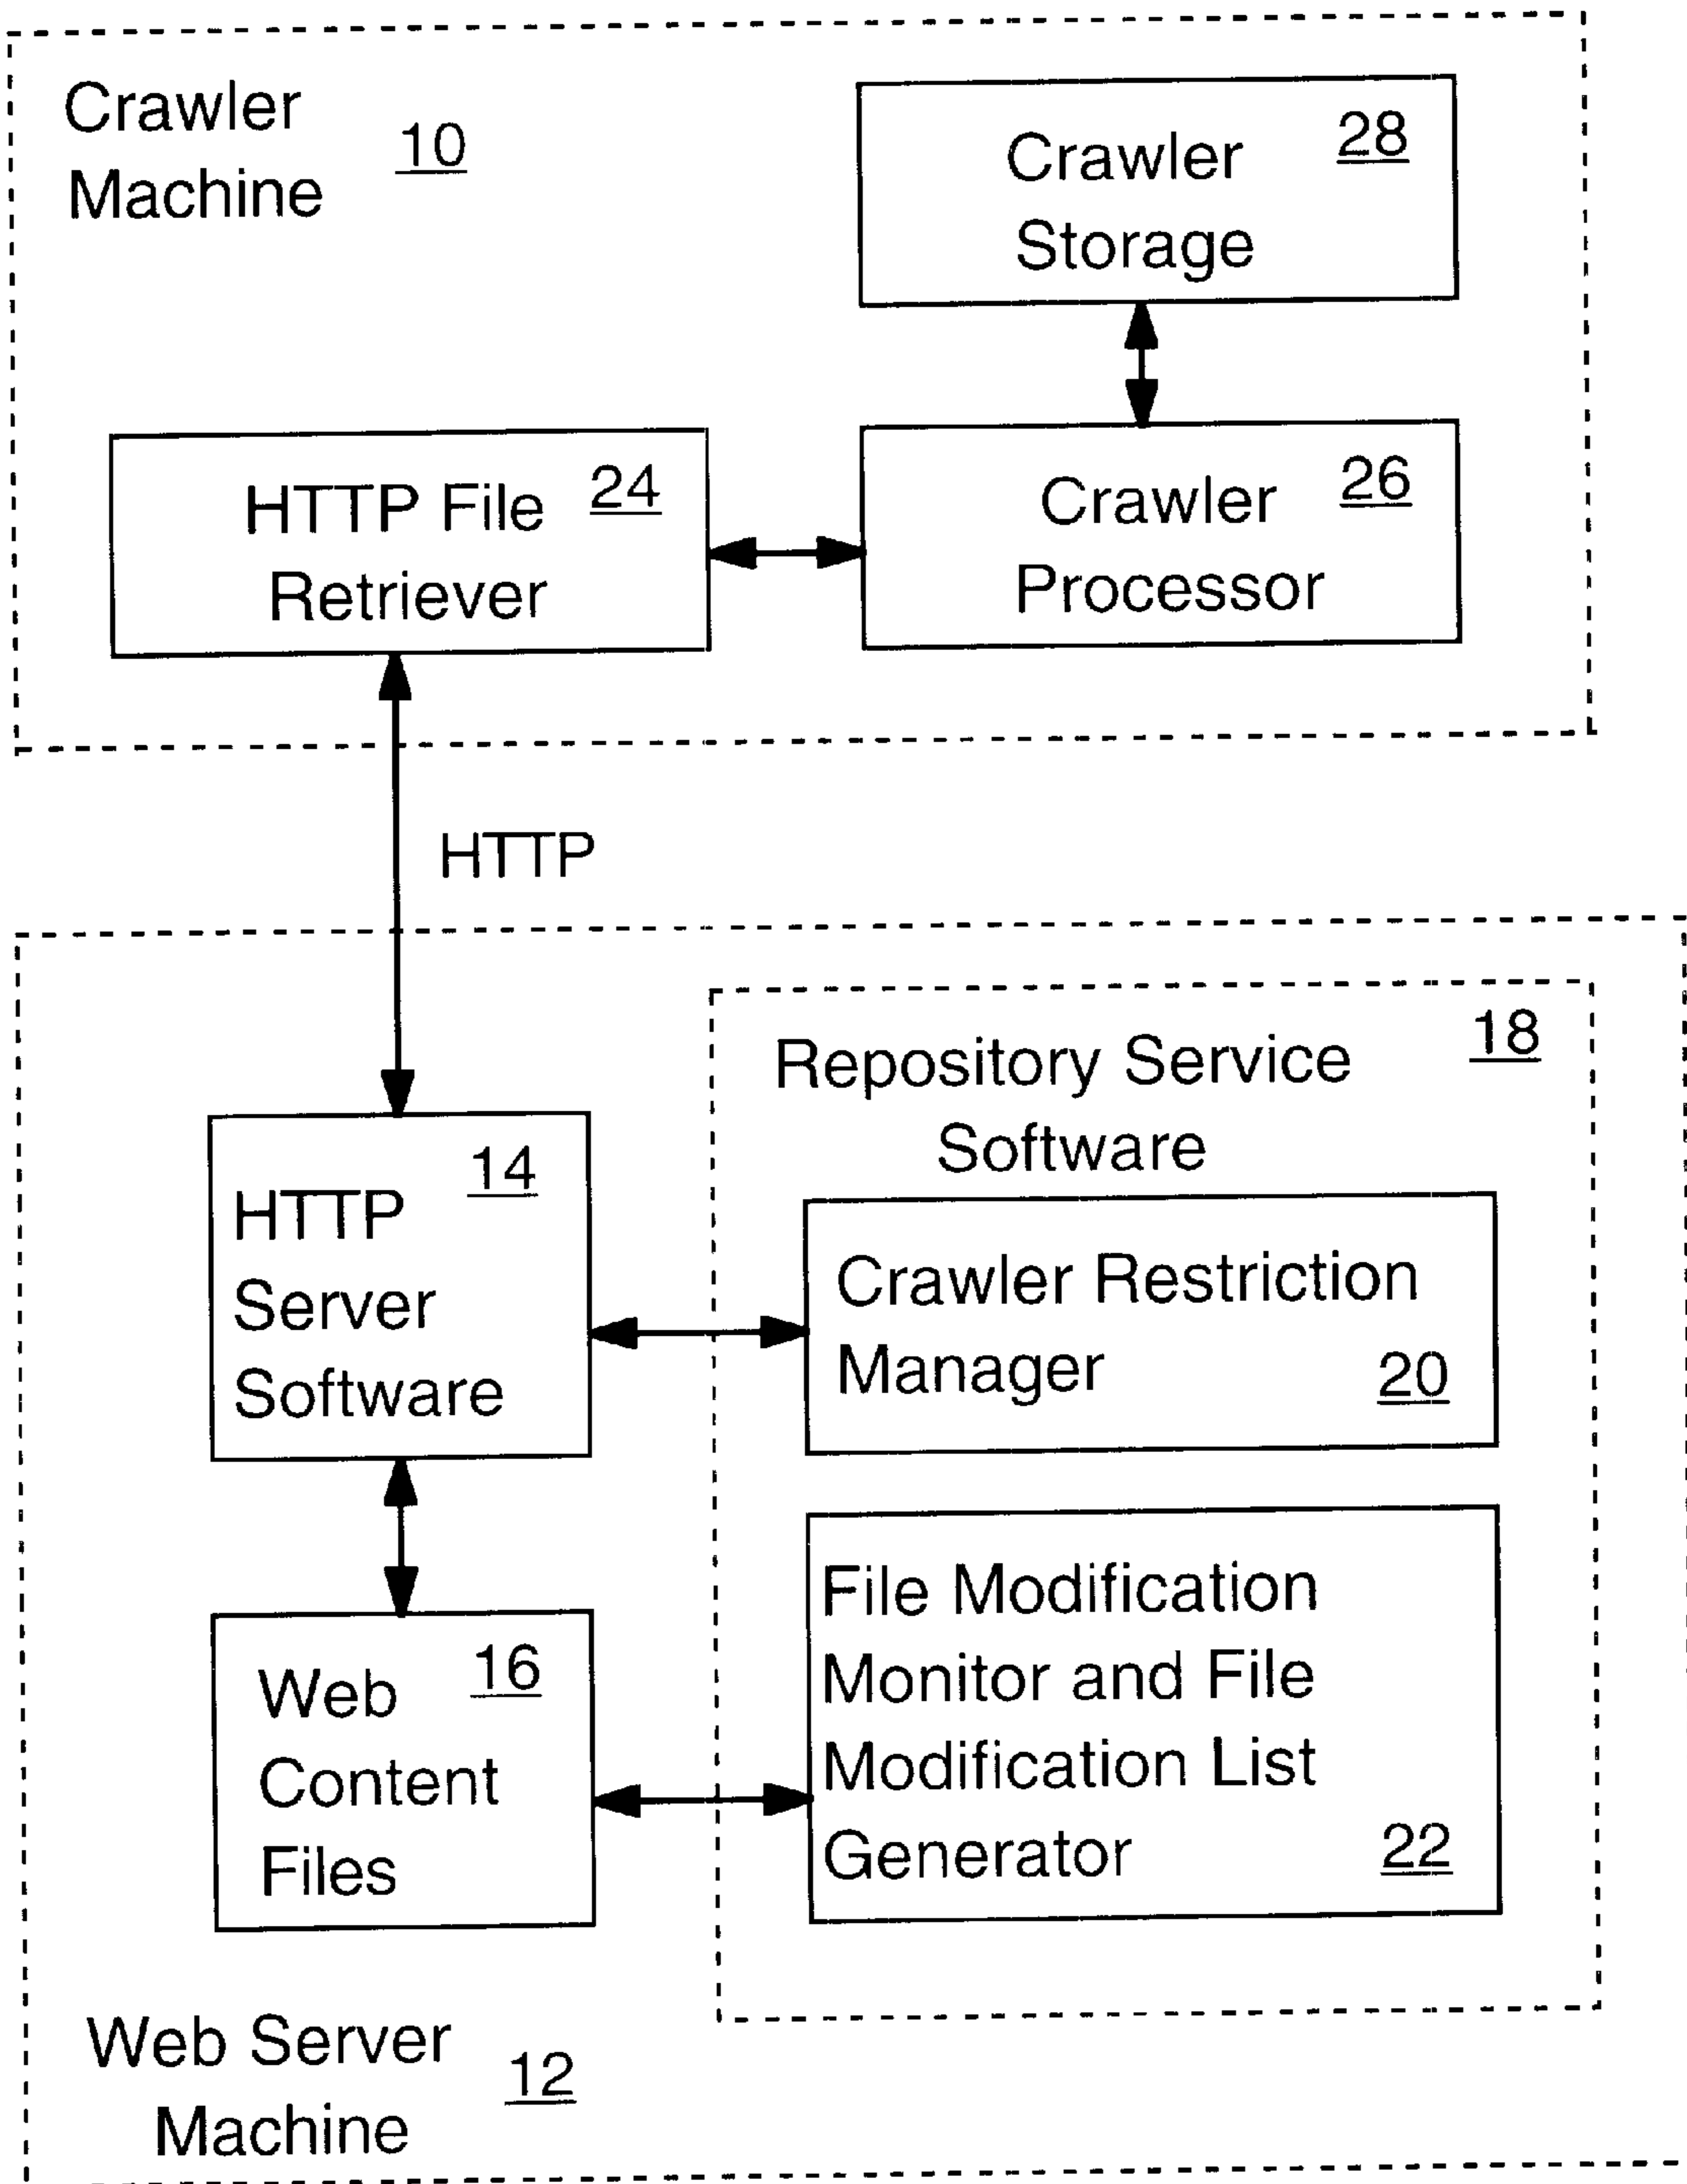 Crawler
Machine
10
Crawler
Storage
28
HTTP File
Retriever
24
Crawler
Processor
26
HTTP
Repository Service
Software
18
HTTP
Server
Software
14
Crawler Restriction
Manager
20
Web
Content
Files
16
File Modification
Monitor and File
Modification List
Generator
22
Web Server
Machine
12